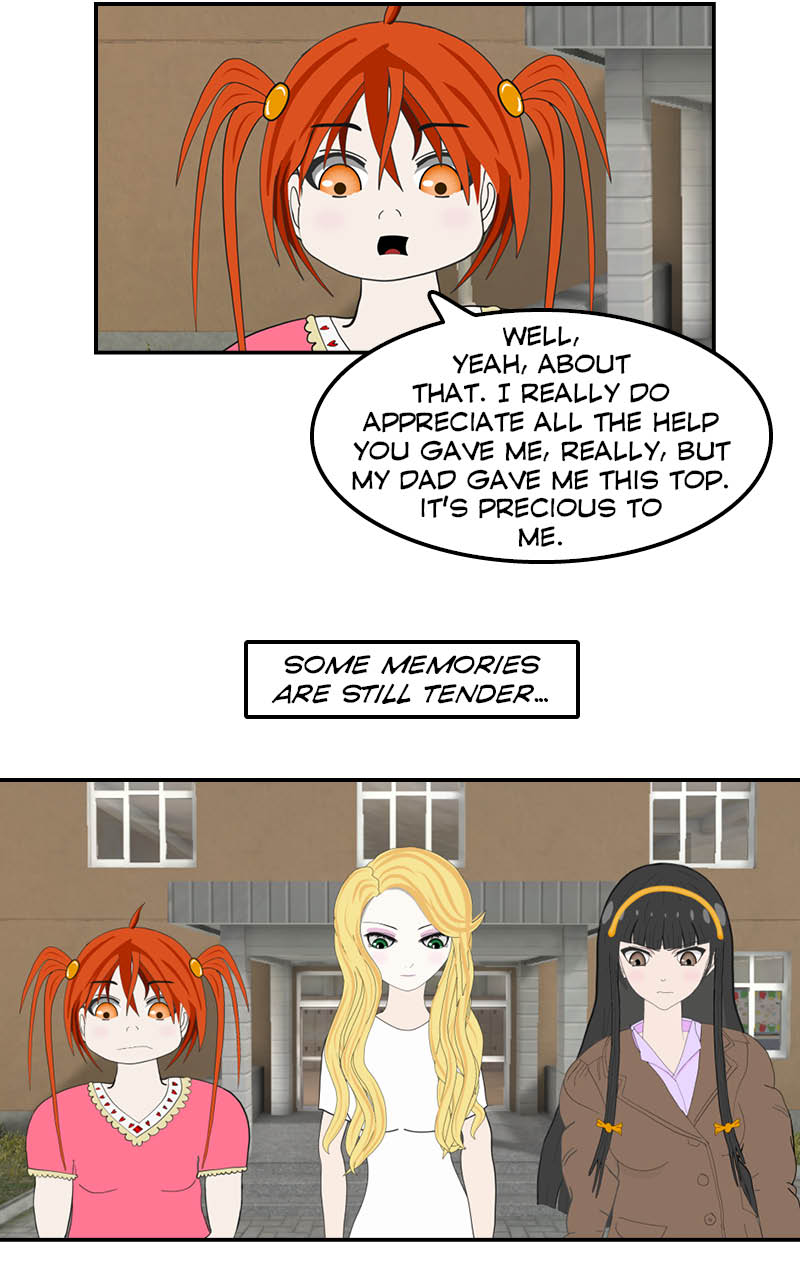 WELL,
YEAH, ABOUT
THAT. I REALLY DO
APPRECIATE ALL THE HELP
YOU GAVE ME, REALLY, BUT
MY DAD GAVE ME THIS TOP.
IT'S PRECIOUS TO
ME.
SOME MEMORIES
ARE STILL TENDER...